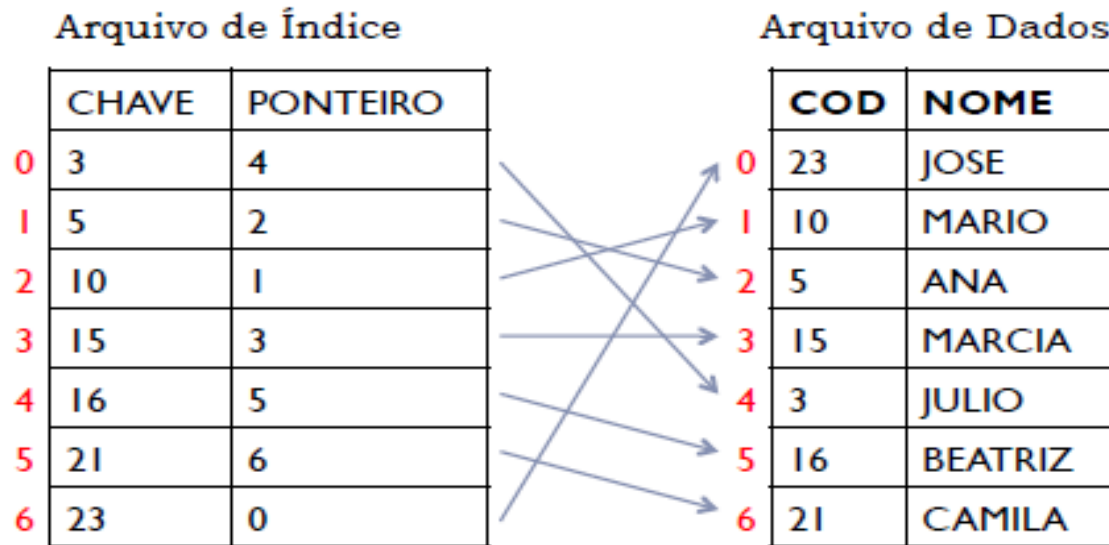 Arquivo de Índice Arquivo de Dados
CHAVE PONTEIRO COD NOME
0 3 4 0 23 JOSE
1 5 2 1 10 MARIO
2 10 1 2 5 ANA
3 15 3 3 15 MARCIA
4 16 5 4 3 JULIO
5 21 6 5 16 BEATRIZ
6 23 0 6 21 CAMILA